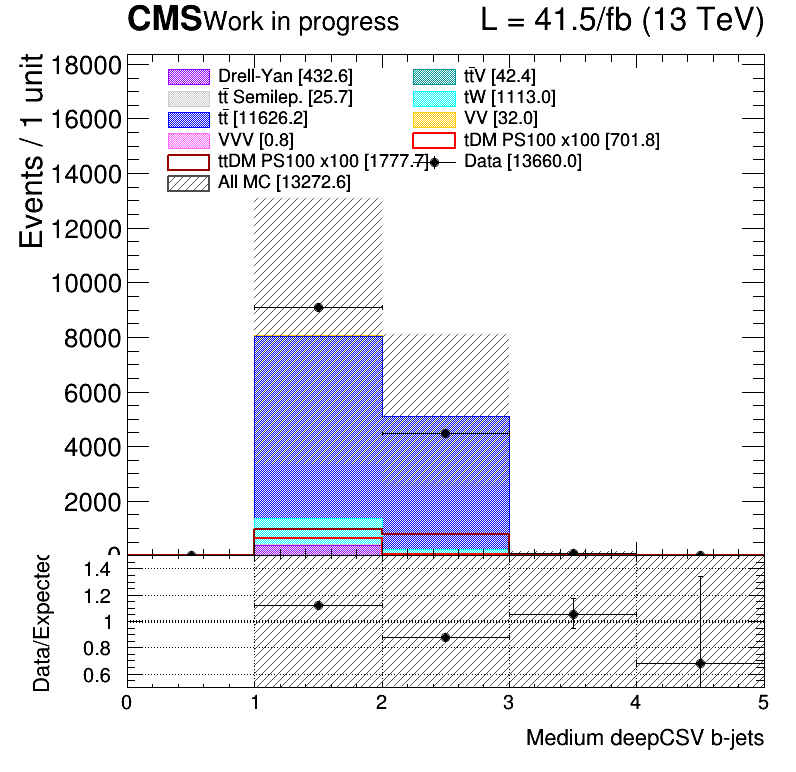 CMS Work in progress L = 41.5/fb (13 TeV)
Events / 1 unit
18000
16000
14000
12000
10000
8000
6000
4000
2000
0
Drell-Yan [432.6]
tt̄ Semilep. [25.7]
tt̄ [11626.2]
VVV [0.8]
ttDM PS100 x100 [1777.7]
All MC [13272.6]
tt̄V [42.4]
tW [1113.0]
VV [32.0]
tDM PS100 x100 [701.8]
Data [13660.0]
Data/Expected
1.4
1.2
1
0.8
0.6
0 1 2 3 4 5
Medium deepCSV b-jets